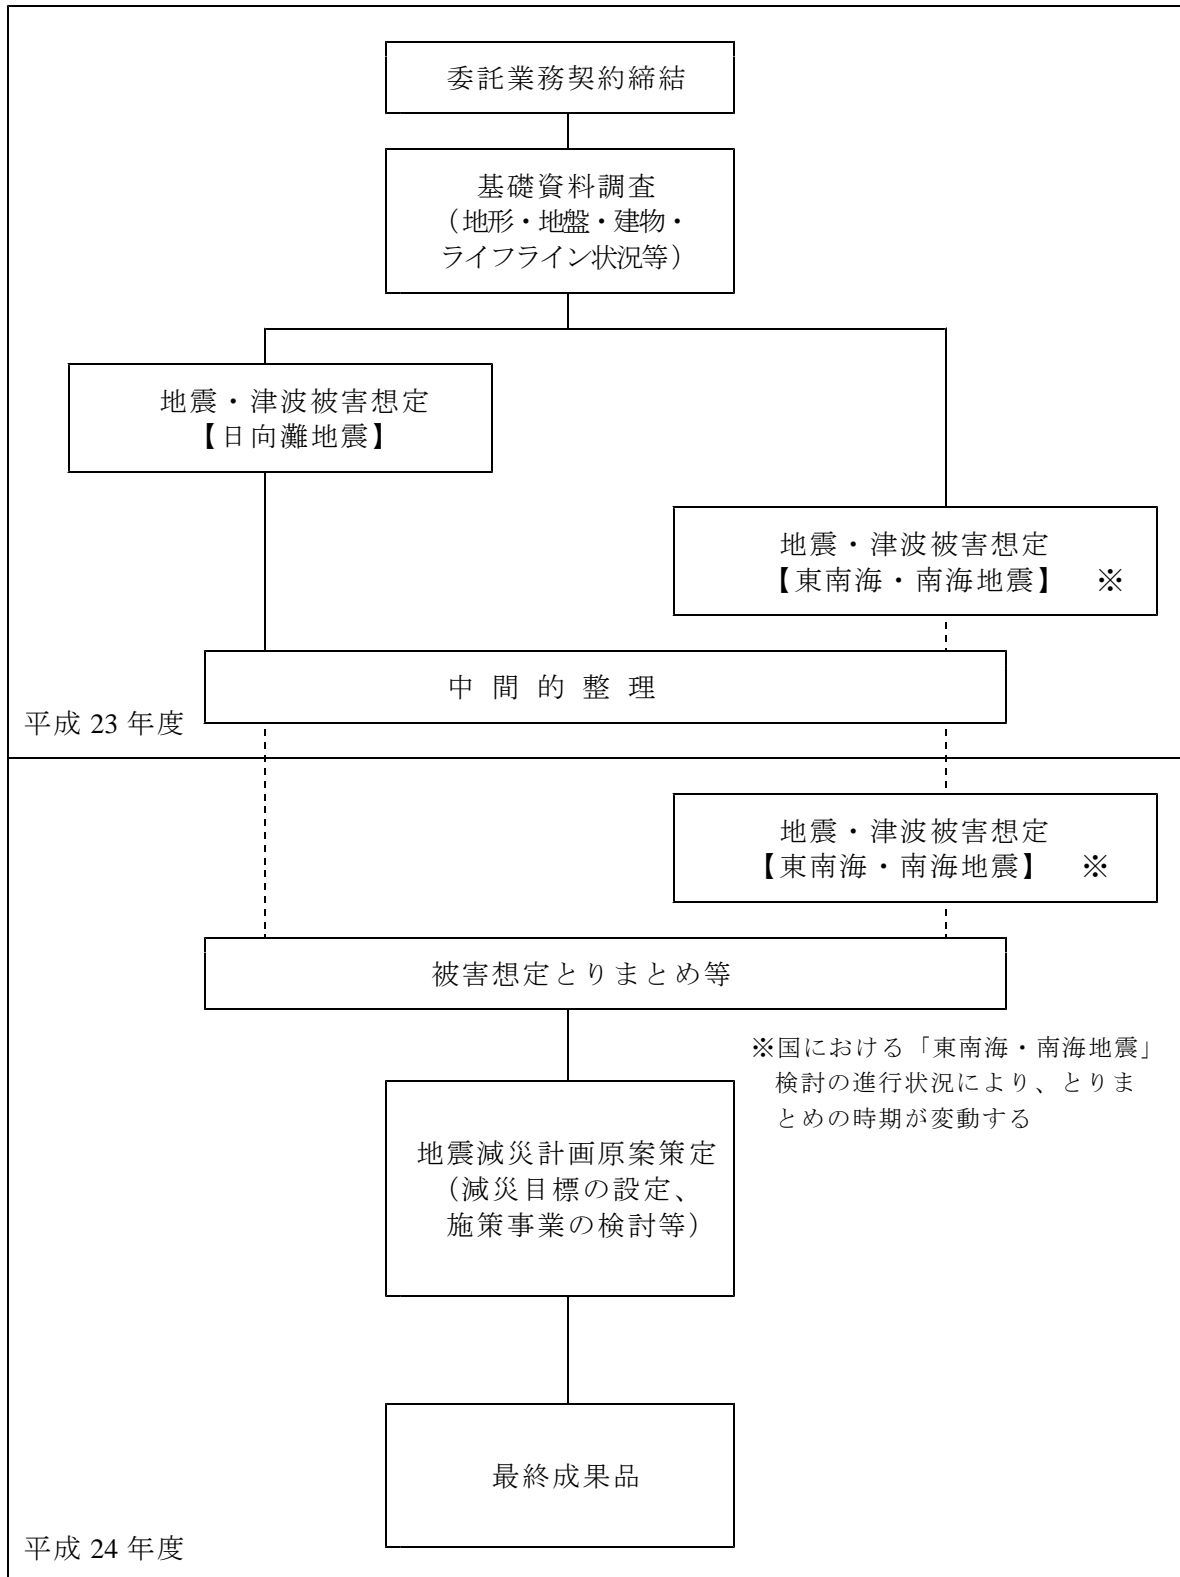 委託業務契約締結
基礎資料調査
（地形・地盤・建物・
ライフライン状況等）
地震・津波被害想定
【日向灘地震】
地震・津波被害想定
【東南海・南海地震】　※
中間的整理
平成 23 年度
地震・津波被害想定
【東南海・南海地震】　※
被害想定とりまとめ等
※国における「東南海・南海地震」
検討の進行状況により、とりま
とめの時期が変動する
地震減災計画原案策定
（減災目標の設定、
施策事業の検討等）
最終成果品
平成 24 年度